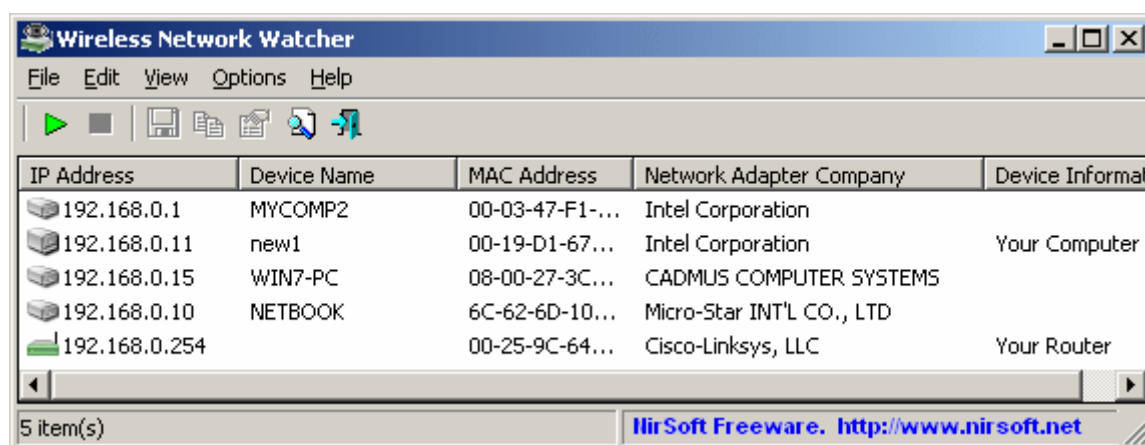 Wireless Network Watcher
File Edit View Options Help
IP Address Device Name MAC Address Network Adapter Company Device Informat
192.168.0.1 MYCOMP2 00-03-47-F1-... Intel Corporation
192.168.0.11 new1 00-19-D1-67... Intel Corporation Your Computer
192.168.0.15 WIN7-PC 08-00-27-3C... CADMUS COMPUTER SYSTEMS
192.168.0.10 NETBOOK 6C-62-6D-10... Micro-Star INT'L CO., LTD
192.168.0.254 00-25-9C-64... Cisco-Linksys, LLC Your Router
5 item(s) NirSoft Freeware. http://www.nirsoft.net